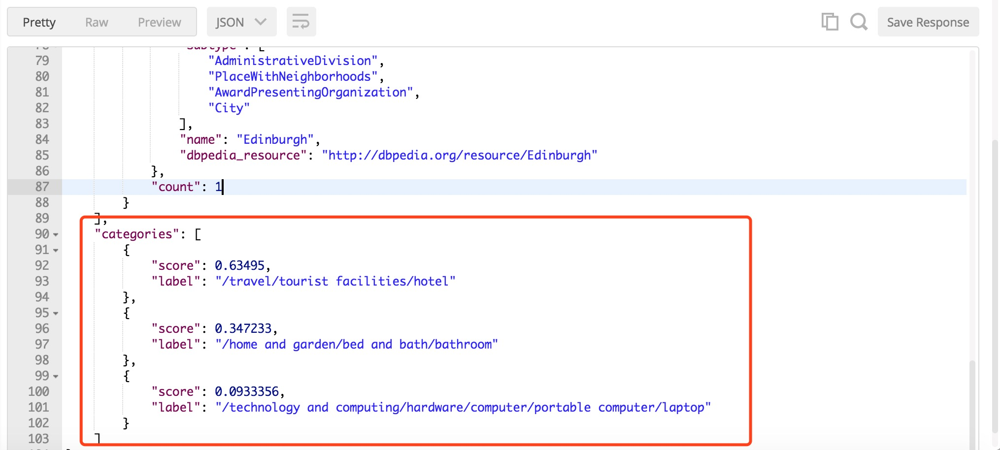 Pretty Raw Preview JSON Save Response
"subtype": [
79 "AdministrativeDivision",
80 "PlaceWithNeighborhoods",
81 "AwardPresentingOrganization",
82 "City"
83 ],
84 "name": "Edinburgh",
85 "dbpedia_resource": "http://dbpedia.org/resource/Edinburgh"
86 },
87 "count": 1
88 }
89 ],
90 "categories": [
91 {
92 "score": 0.63495,
93 "label": "/travel/tourist facilities/hotel"
94 },
95 {
96 "score": 0.347233,
97 "label": "/home and garden/bed and bath/bathroom"
98 },
99 {
100 "score": 0.0933356,
101 "label": "/technology and computing/hardware/computer/portable computer/laptop"
102 }
103 ]